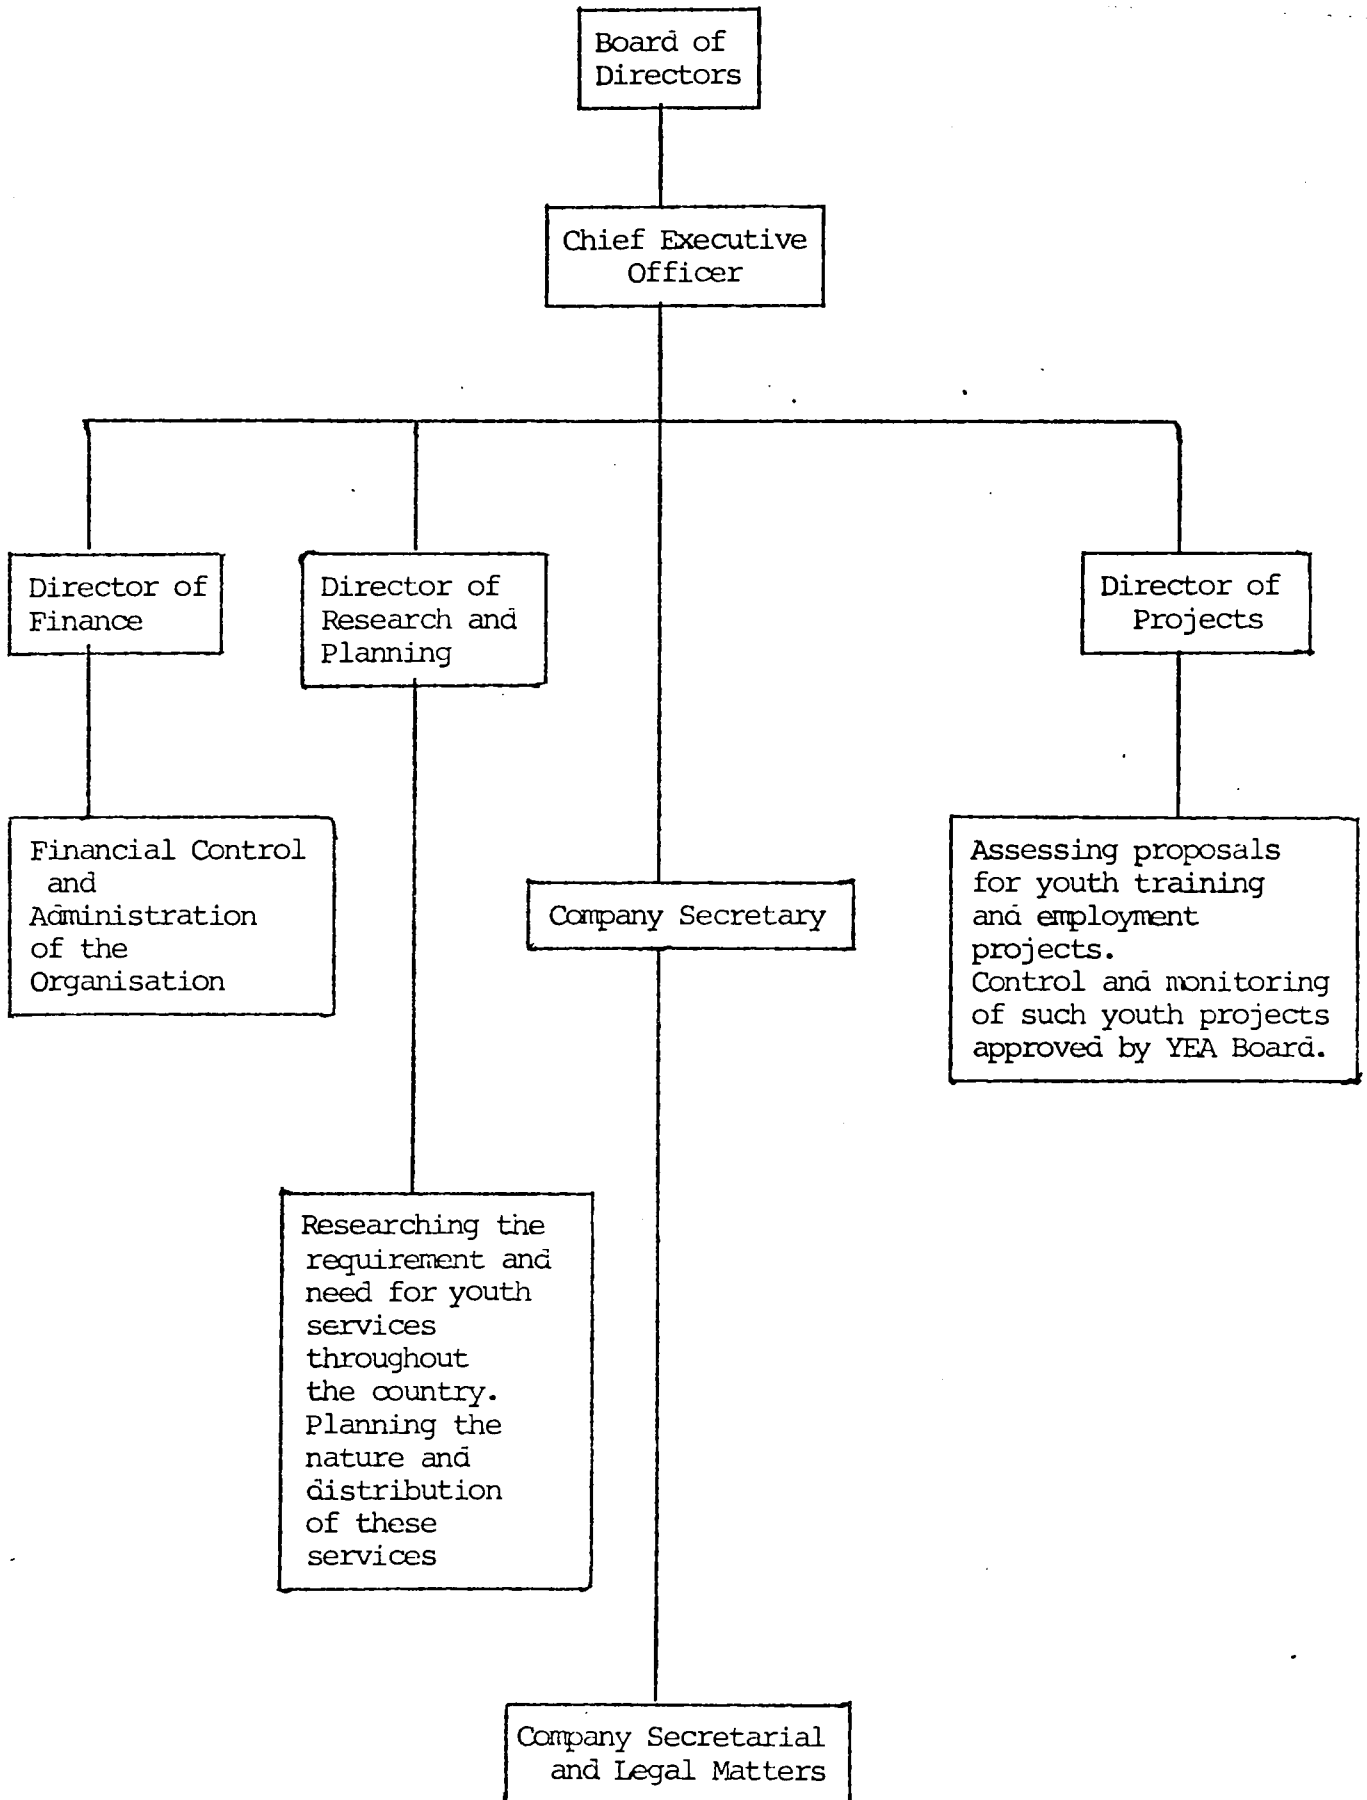 Board of
Directors
Chief Executive
Officer
Director of
Finance
Director of
Research and
Planning
Director of
Projects
Financial Control
and
Administration
of the
Organisation
Company Secretary
Assessing proposals
for youth training
and employment
projects.
Control and monitoring
of such youth projects
approved by YEA Board.
Researching the
requirement and
need for youth
services
throughout
the country.
Planning the
nature and
distribution
of these
services
Company Secretarial
and Legal Matters